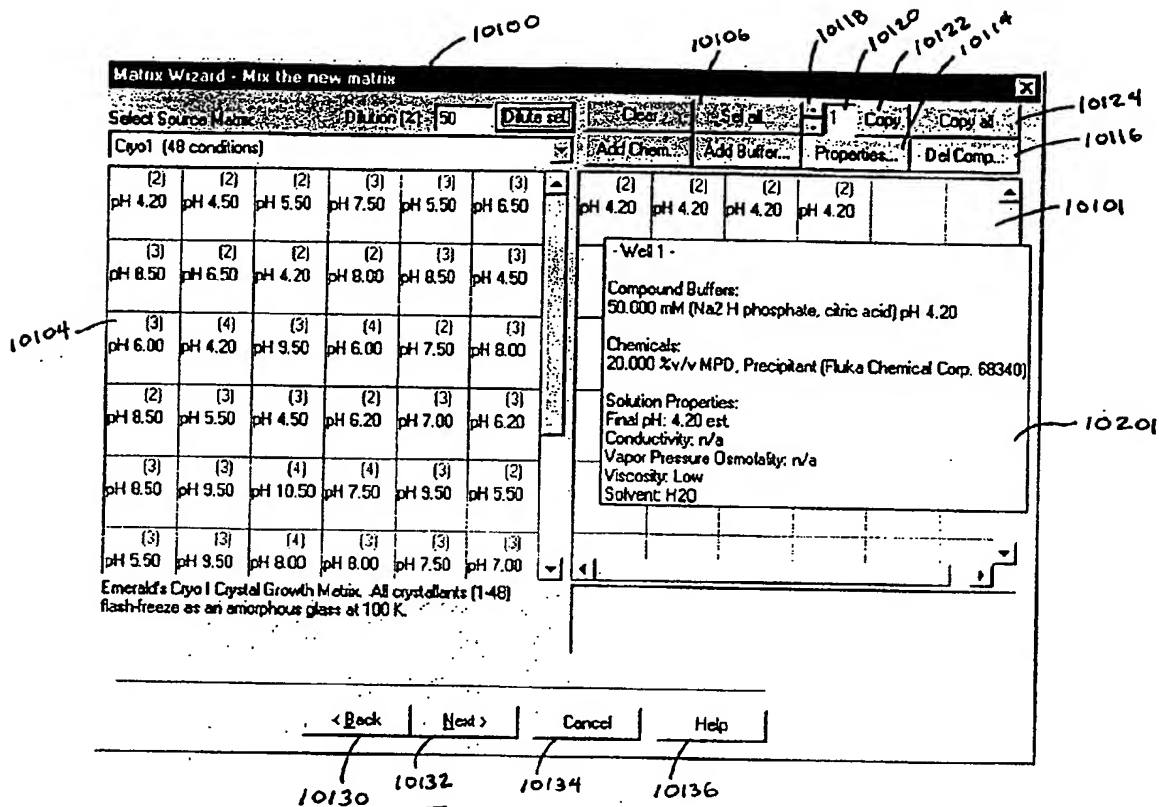 10100
10106
10118
10120
10122
10114
Matrix Wizard - Mix the new matrix
Select Source Matrix Dilution [%]: 50 Dilute sel
Clear... Sel all... 1 Copy Copy all...
10124
Cryo1 (48 conditions)
Add Chem... Add Buffer... Properties... Del Comp...
10116
(2) (2) (2) (3) (3) (3)
pH 4.20 pH 4.50 pH 5.50 pH 7.50 pH 5.50 pH 6.50
(2) (2) (2) (2)
pH 4.20 pH 4.20 pH 4.20 pH 4.20
10101
(3) (2) (2) (2) (3) (3)
pH 8.50 pH 6.50 pH 4.20 pH 8.00 pH 8.50 pH 4.50
10104
(3) (4) (3) (4) (2) (3)
pH 6.00 pH 4.20 pH 9.50 pH 6.00 pH 7.50 pH 8.00
(2) (3) (3) (2) (3) (3)
pH 8.50 pH 5.50 pH 4.50 pH 6.20 pH 7.00 pH 6.20
(3) (3) (4) (4) (3) (2)
pH 8.50 pH 9.50 pH 10.50 pH 7.50 pH 9.50 pH 5.50
(3) (3) (4) (3) (3) (3)
pH 5.50 pH 9.50 pH 8.00 pH 8.00 pH 7.50 pH 7.00
- Well 1 -
Compound Buffers:
50.000 mM (Na2 H phosphate, citric acid) pH 4.20
Chemicals:
20.000 %v/v MPD, Precipitant (Fluka Chemical Corp. 68340)
Solution Properties:
Final pH: 4.20 est.
Conductivity: n/a
Vapor Pressure Osmolality: n/a
Viscosity: Low
Solvent: H2O
10201
Emerald's Cryo I Crystal Growth Matrix. All crystallants (1-48)
flash-freeze as an amorphous glass at 100 K.
< Back Next > Cancel Help
10130
10132
10134
10136